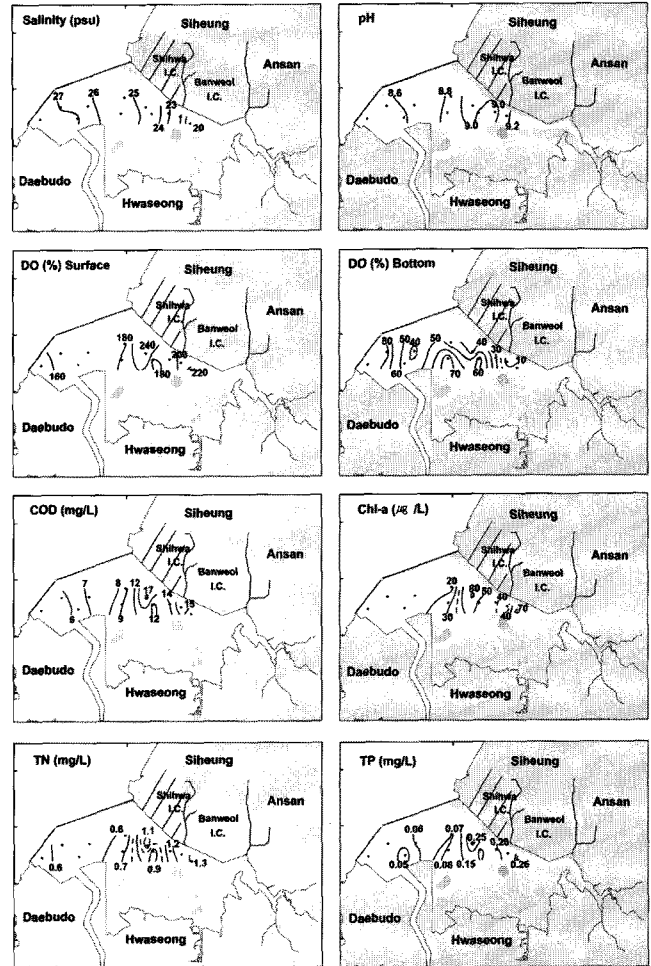 Salinity (psu)
Siheung
Shihwa
I.C.
Banweol
I.C.
Ansan
27
26
25
23
24
20
Daebudo
Hwaseong
pH
Siheung
Shihwa
I.C.
Banweol
I.C.
Ansan
8.6
8.8
9.0
9.0
9.2
Daebudo
Hwaseong
DO (%) Surface
Siheung
Shihwa
I.C.
Banweol
I.C.
Ansan
180
240
200
160
180
220
Daebudo
Hwaseong
DO (%) Bottom
Siheung
Shihwa
I.C.
Banweol
I.C.
Ansan
50
40
50
40
30
10
60
70
60
Daebudo
Hwaseong
COD (mg/L)
Siheung
Shihwa
I.C.
Banweol
I.C.
Ansan
7
8
12
17
14
15
6
9
12
Daebudo
Hwaseong
Chl-a (㎍ /L)
Siheung
Shihwa
I.C.
Banweol
I.C.
Ansan
20
50
40
70
30
40
Daebudo
Hwaseong
TN (mg/L)
Siheung
Shihwa
I.C.
Banweol
I.C.
Ansan
1.1
1.2
0.6
0.7
0.9
1.3
Daebudo
Hwaseong
TP (mg/L)
Siheung
Shihwa
I.C.
Banweol
I.C.
Ansan
0.06
0.07
0.25
0.20
0.05
0.15
Daebudo
Hwaseong